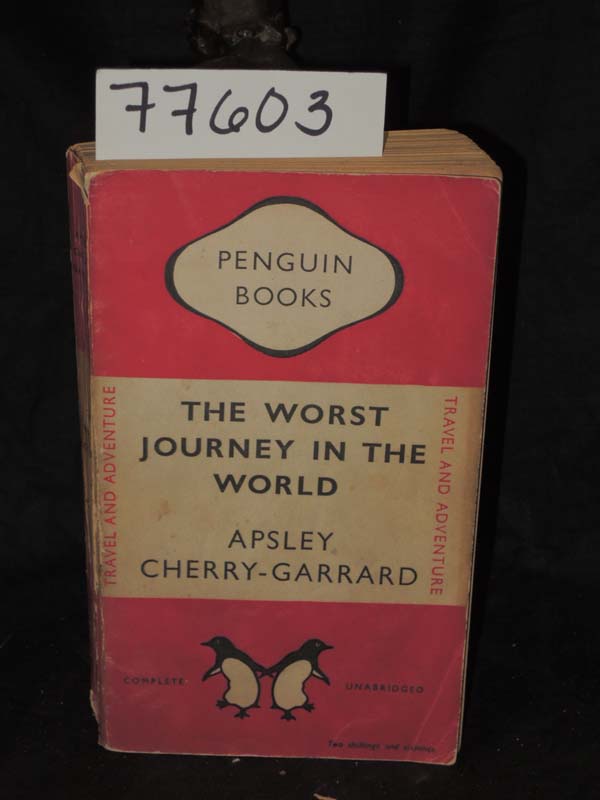 77603
PENGUIN
BOOKS
TRAVEL AND ADVENTURE
THE WORST
JOURNEY IN THE
WORLD
APSLEY
CHERRY-GARRARD
TRAVEL AND ADVENTURE
COMPLETE
UNABRIDGED
Two shillings and sixpence